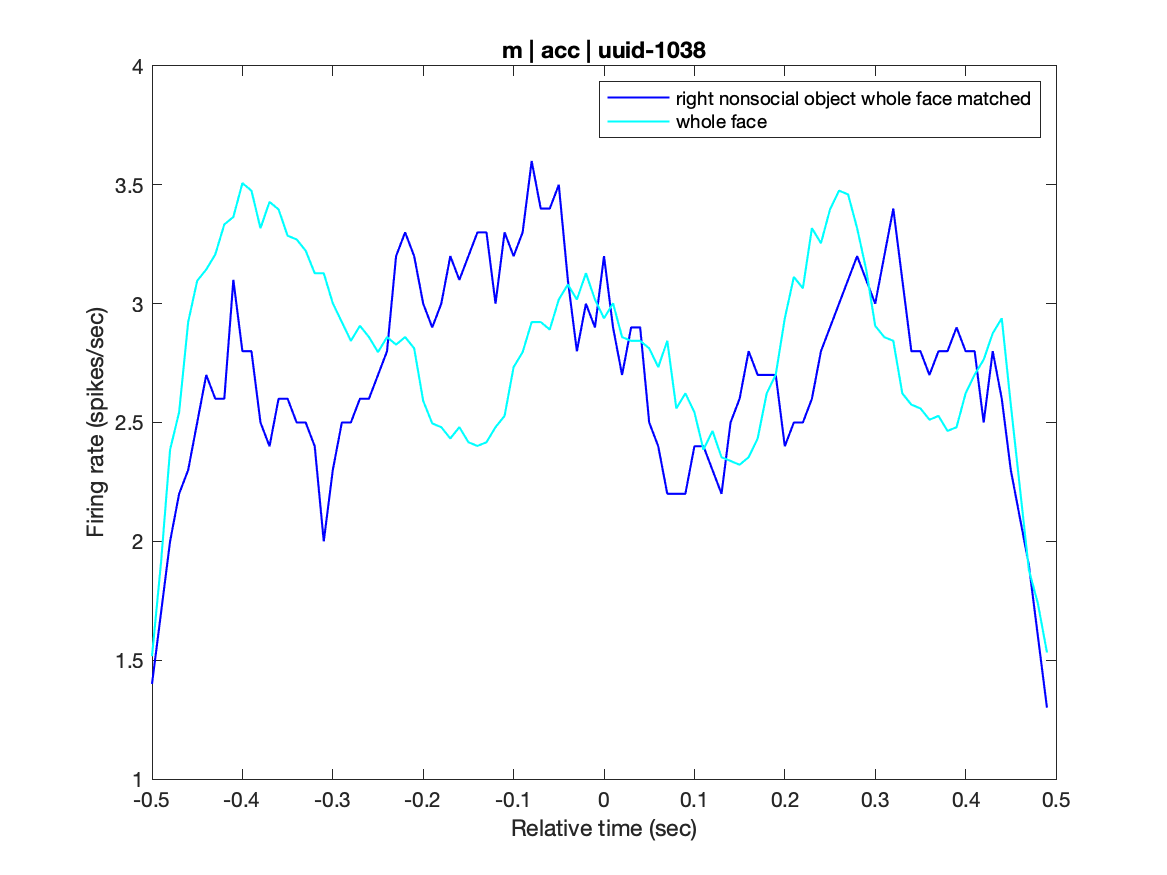 m | acc | uuid-1038
right nonsocial object whole face matched
whole face
4
3.5
3
2.5
2
1.5
1
Firing rate (spikes/sec)
-0.5 -0.4 -0.3 -0.2 -0.1 0 0.1 0.2 0.3 0.4 0.5
Relative time (sec)